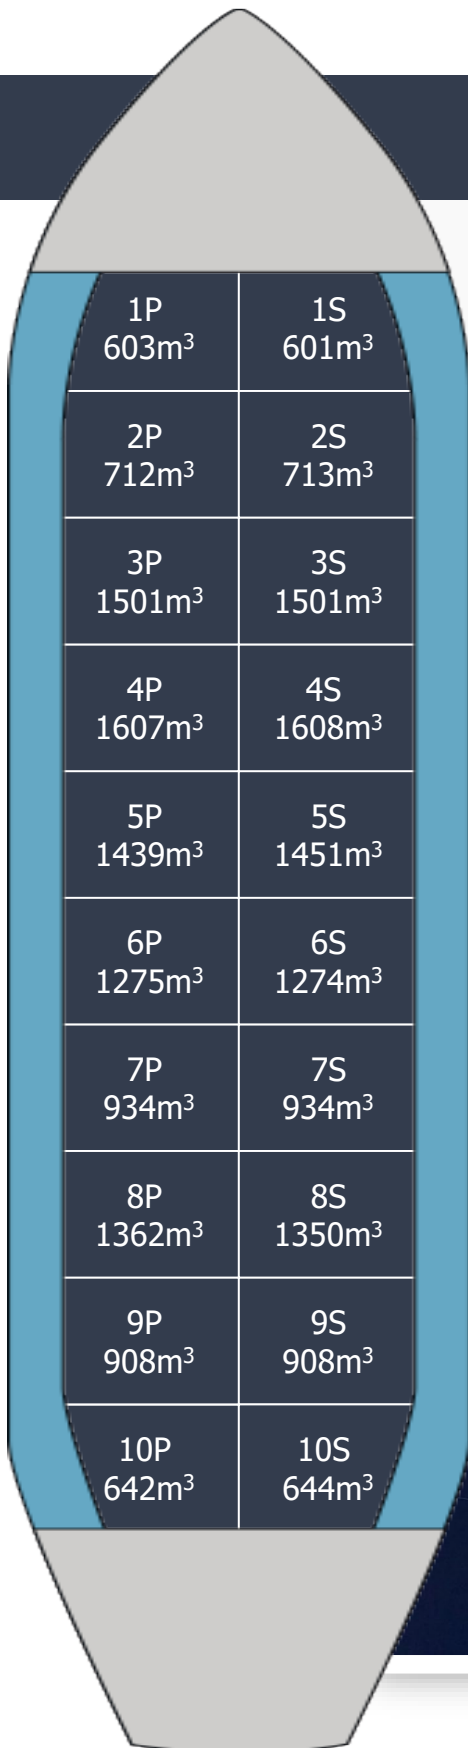 1P
603m³
1S
601m³
2P
712m³
2S
713m³
3P
1501m³
3S
1501m³
4P
1607m³
4S
1608m³
5P
1439m³
5S
1451m³
6P
1275m³
6S
1274m³
7P
934m³
7S
934m³
8P
1362m³
8S
1350m³
9P
908m³
9S
908m³
10P
642m³
10S
644m³